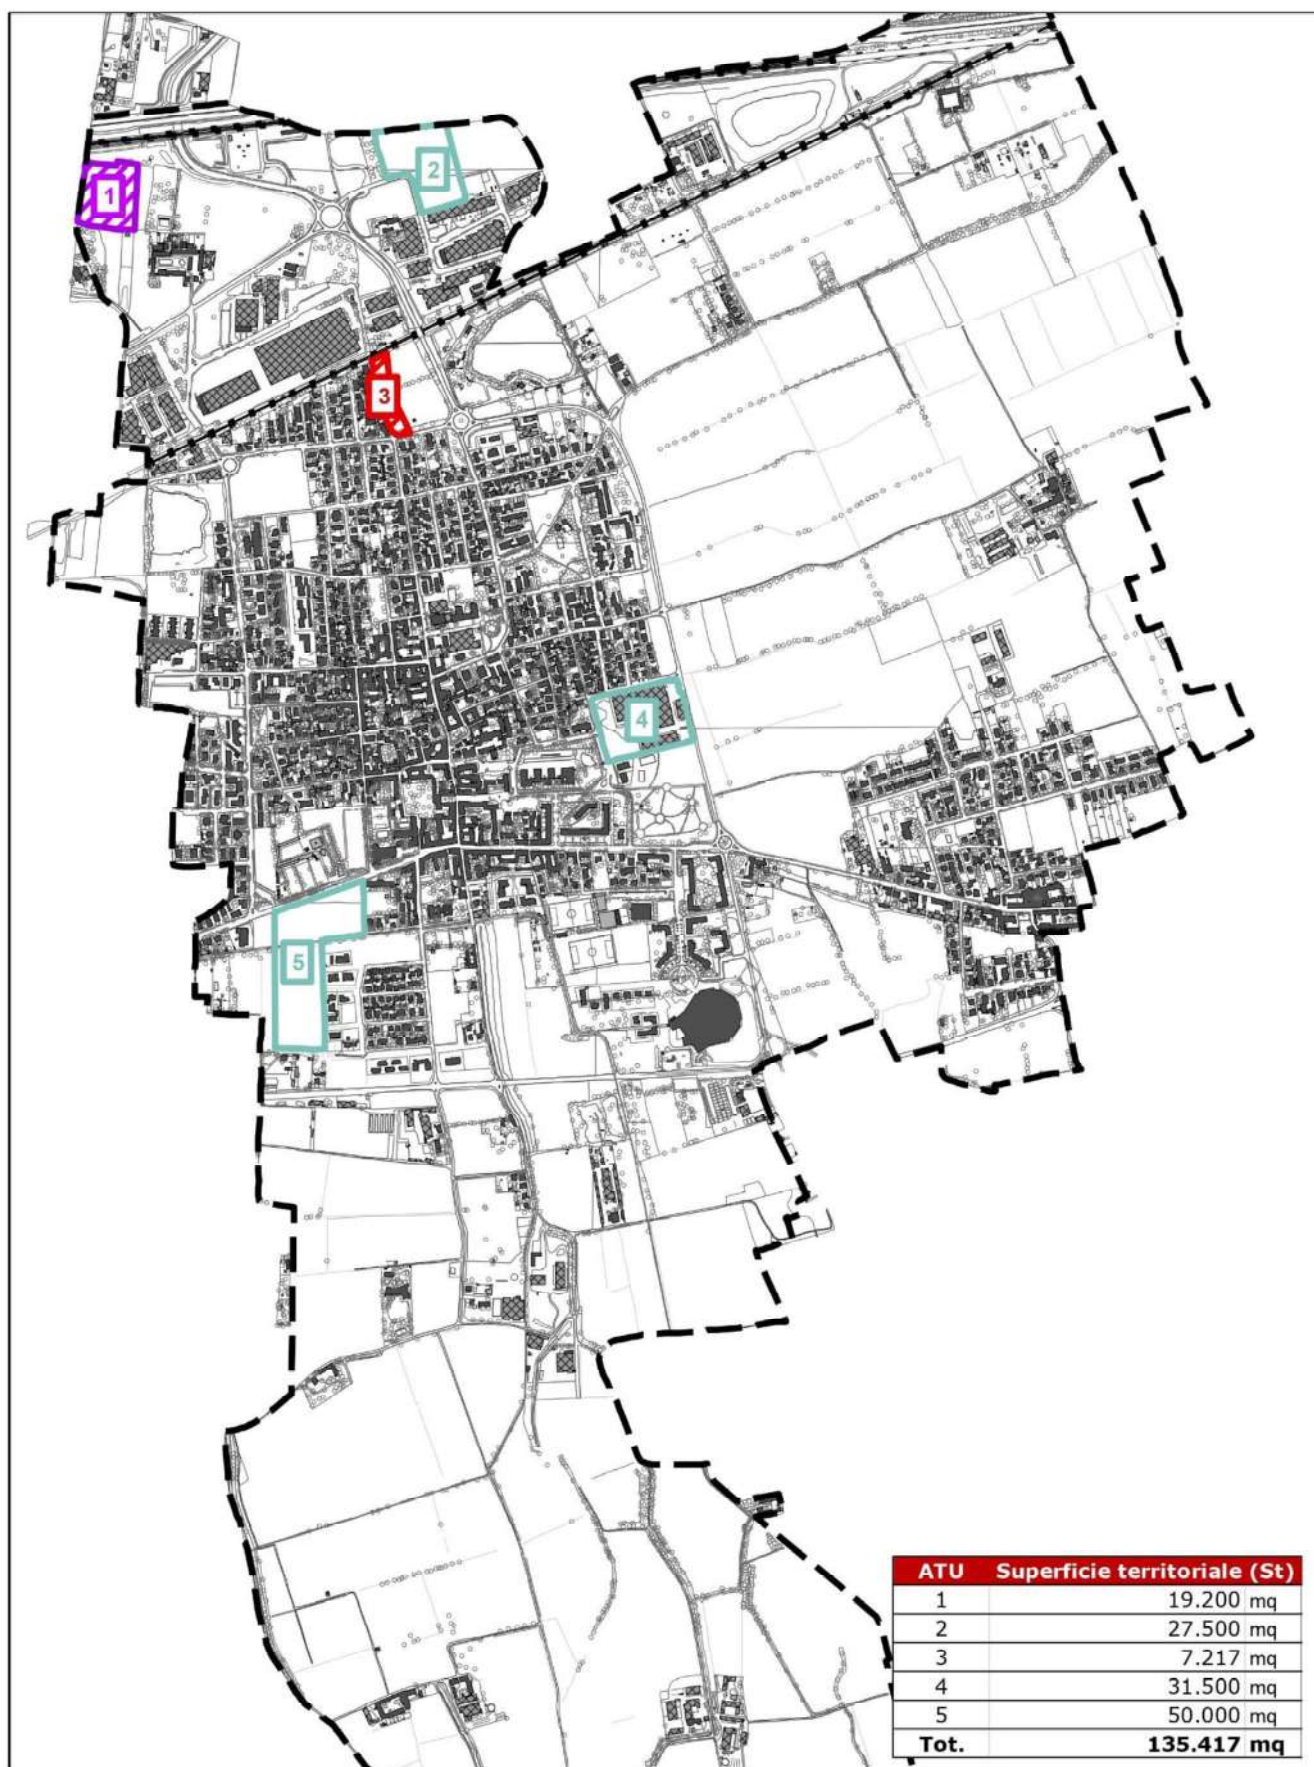 1
2
3
4
5
ATU Superficie territoriale (St)
1 19.200 mq
2 27.500 mq
3 7.217 mq
4 31.500 mq
5 50.000 mq
Tot. 135.417 mq